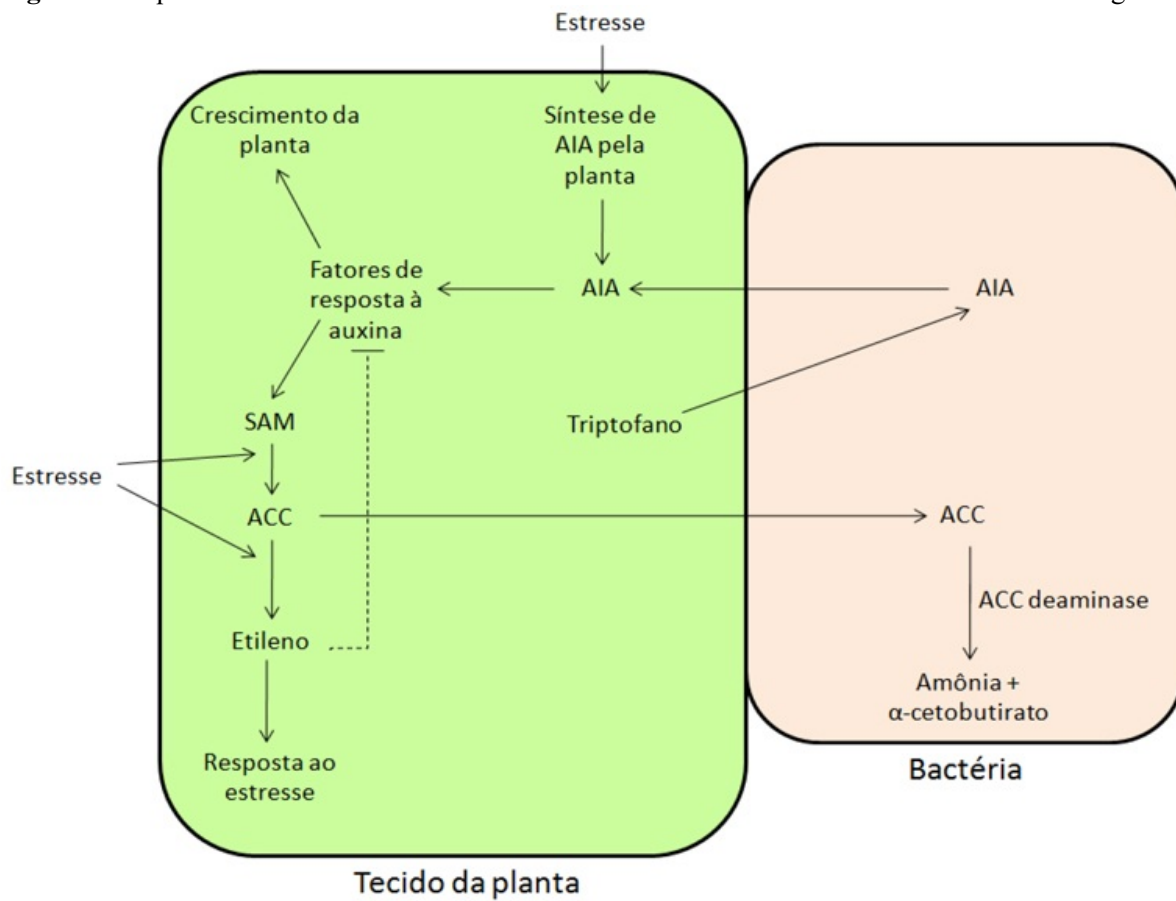 Estresse
Crescimento da
planta
Síntese de
AIA pela
planta
Fatores de
resposta à
auxina
AIA
AIA
SAM
Triptofano
Estresse
ACC
ACC
ACC deaminase
Etileno
Amônia +
α-cetobutirato
Resposta ao
estresse
Bactéria
Tecido da planta